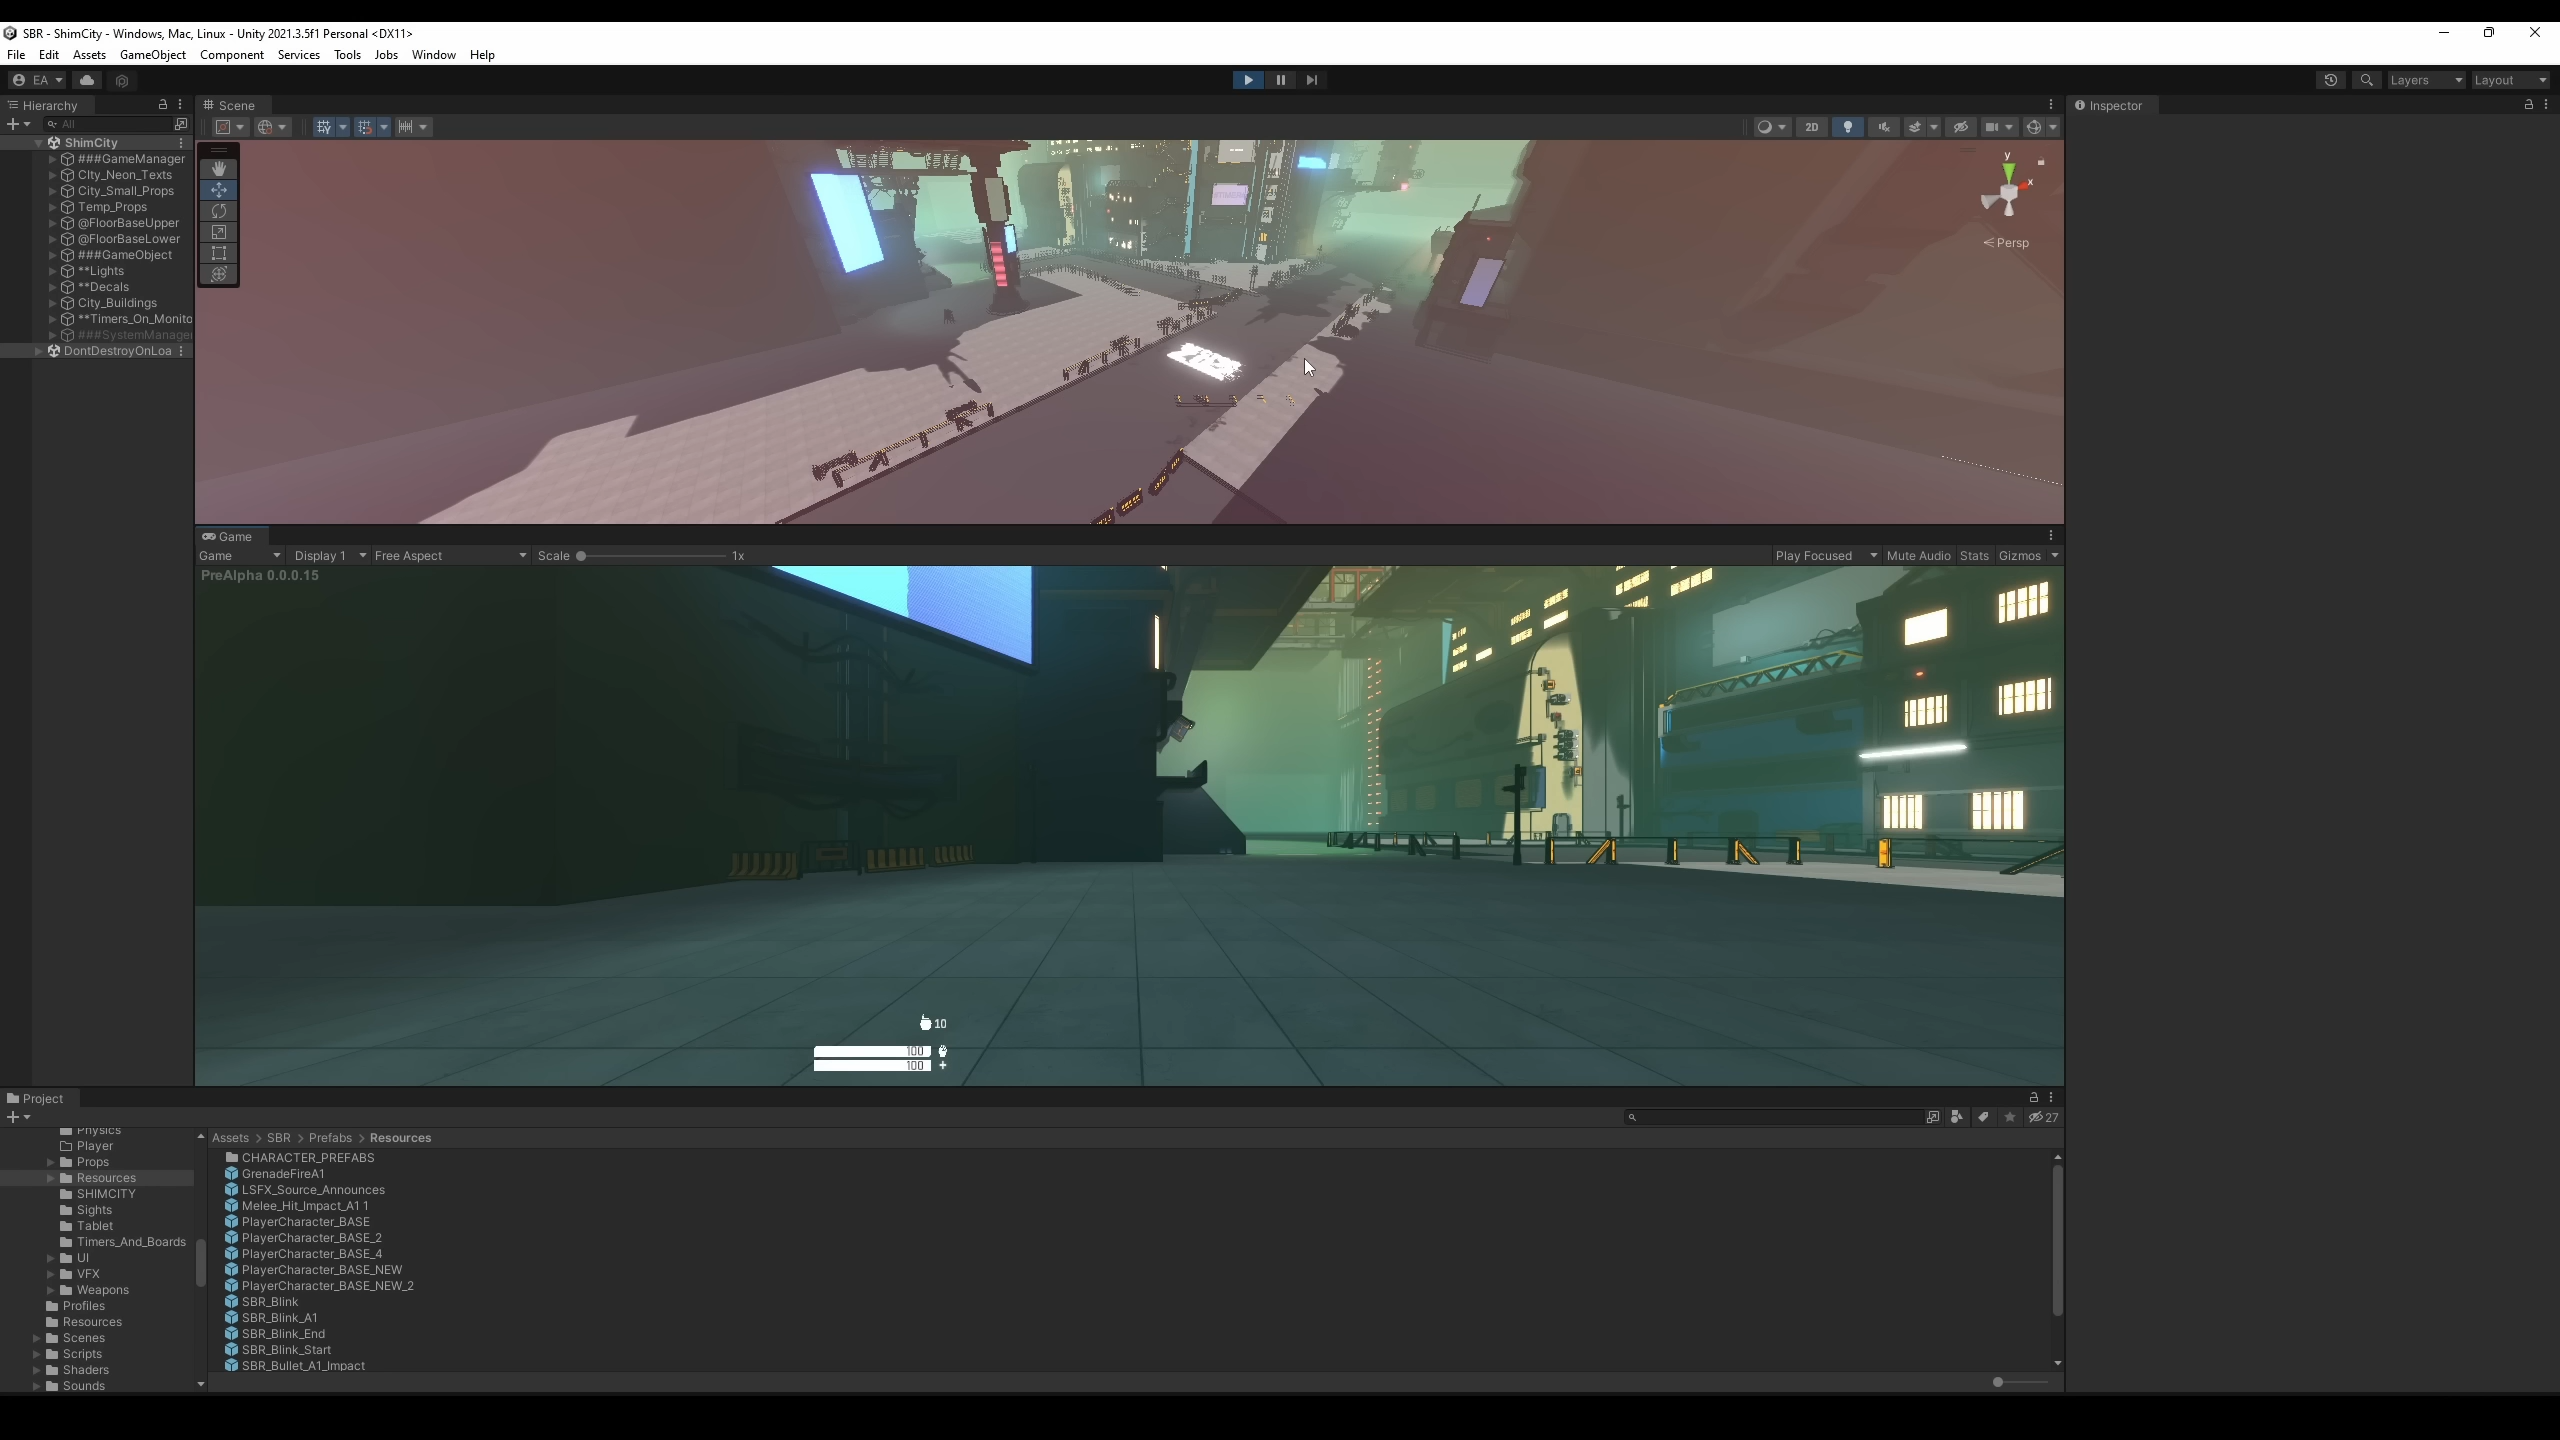 SBR - ShimCity - Windows, Mac, Linux - Unity 2021.3.5f1 Personal <DX11>
File Edit Assets GameObject Component Services Tools Jobs Window Help
EA Layers Layout
Hierarchy
All
ShimCity
###GameManager
CIty_Neon_Texts
City_Small_Props
Temp_Props
@FloorBaseUpper
@FloorBaseLower
###GameObject
**Lights
**Decals
City_Buildings
**Timers_On_Monito
###SystemManage
DontDestroyOnLoa
Scene
2D
y
x
Persp
Inspector
Game
Game Display 1 Free Aspect Scale 1x Play Focused Mute Audio Stats Gizmos
PreAlpha 0.0.0.15
10
100
100
Project
27
Physics
Player
Props
Resources
SHIMCITY
Sights
Tablet
Timers_And_Boards
UI
VFX
Weapons
Profiles
Resources
Scenes
Scripts
Shaders
Sounds
Assets > SBR > Prefabs > Resources
CHARACTER_PREFABS
GrenadeFireA1
LSFX_Source_Announces
Melee_Hit_Impact_A1 1
PlayerCharacter_BASE
PlayerCharacter_BASE_2
PlayerCharacter_BASE_4
PlayerCharacter_BASE_NEW
PlayerCharacter_BASE_NEW_2
SBR_Blink
SBR_Blink_A1
SBR_Blink_End
SBR_Blink_Start
SBR_Bullet_A1_Impact